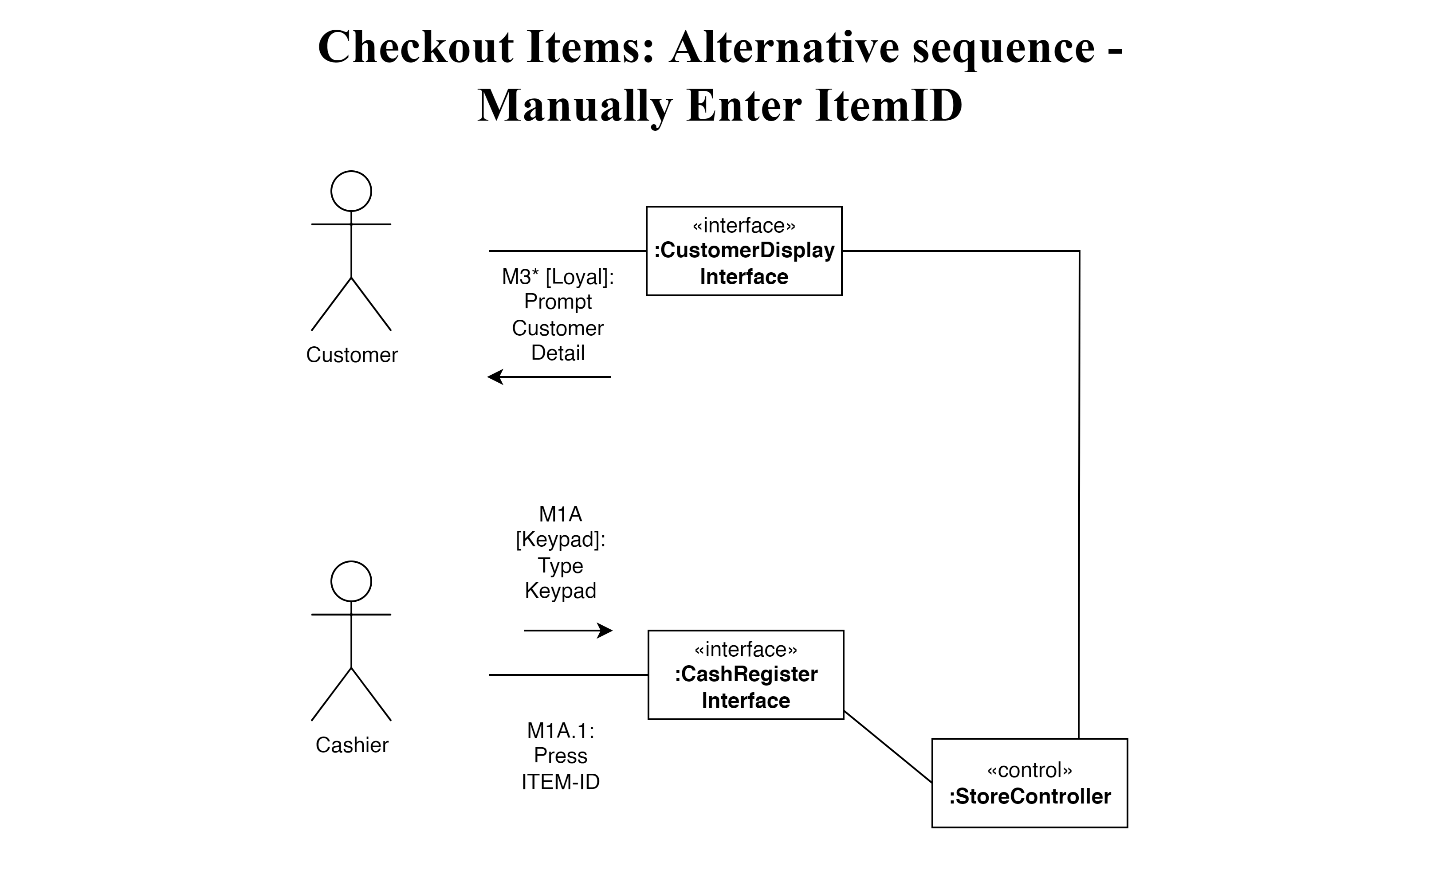 Checkout Items: Alternative sequence -
Manually Enter ItemID
«interface»
:CustomerDisplay
Interface
M3* [Loyal]:
Prompt
Customer
Detail
Customer
M1A
[Keypad]:
Type
Keypad
«interface»
:CashRegister
Interface
M1A.1:
Press
ITEM-ID
Cashier
«control»
:StoreController